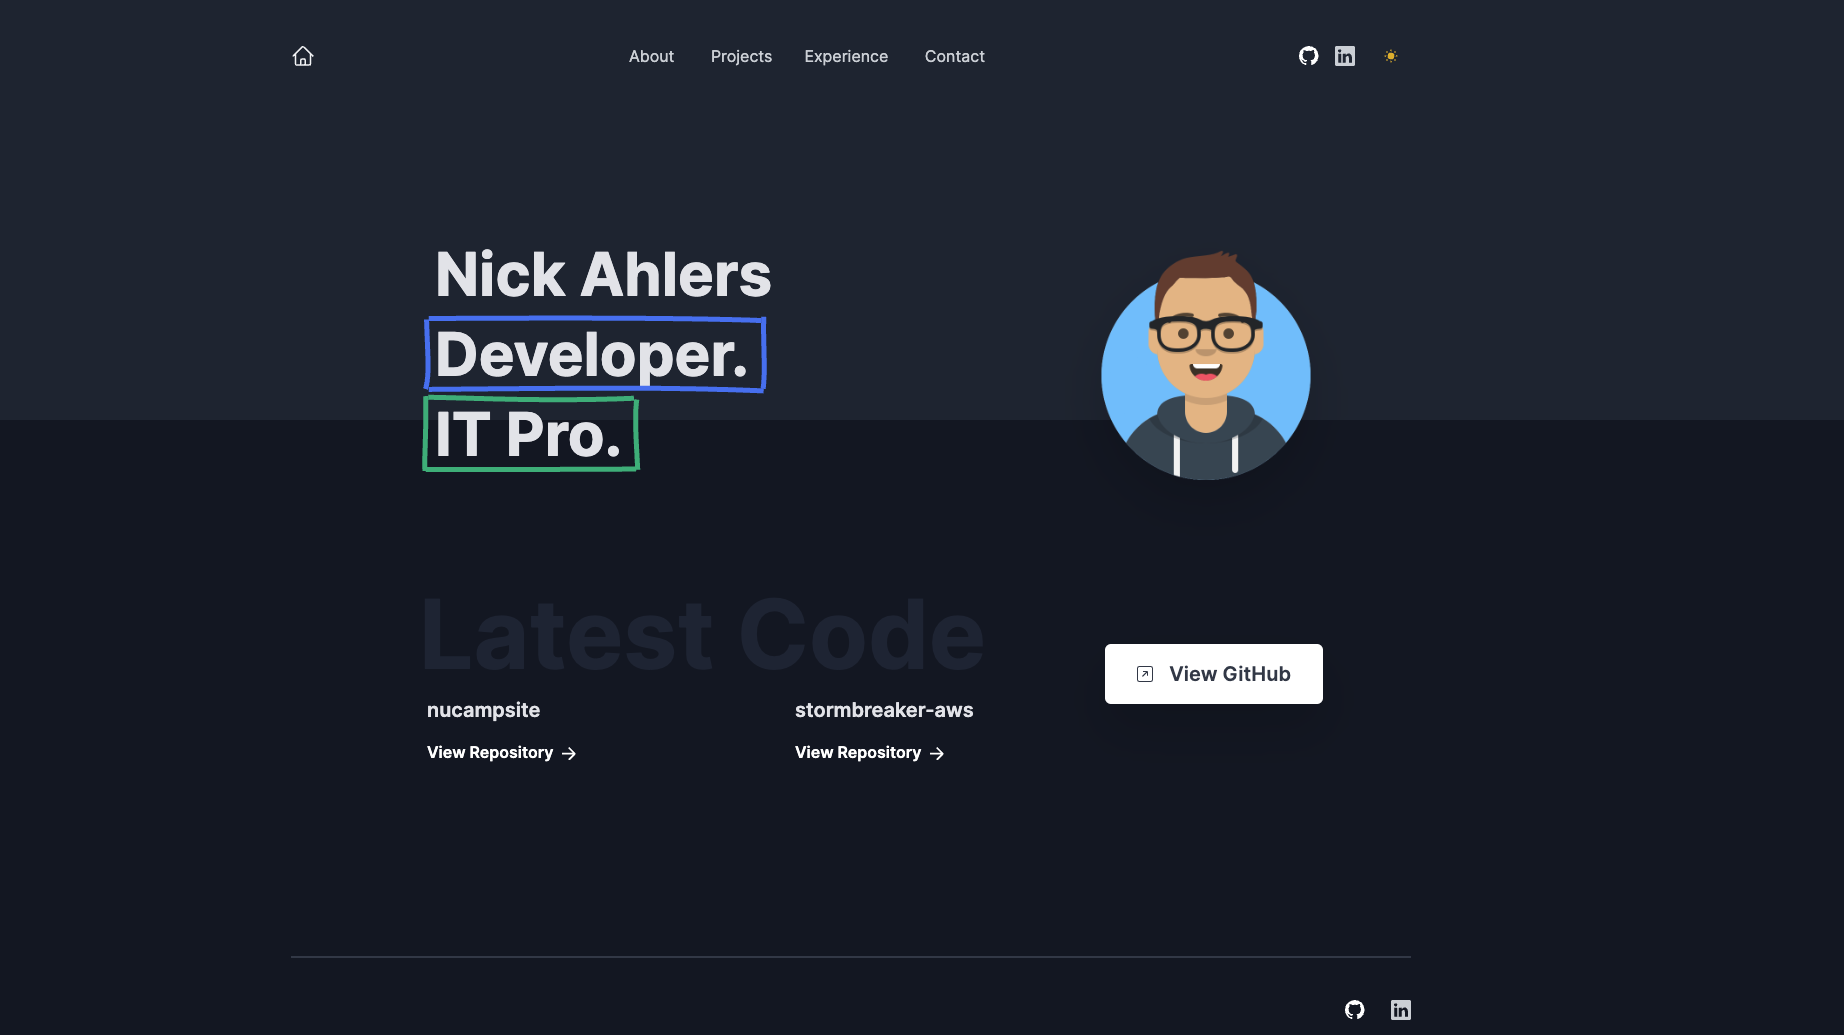 About Projects Experience Contact
Nick Ahlers
Developer.
IT Pro.
Latest Code
View GitHub
nucampsite
View Repository
stormbreaker-aws
View Repository